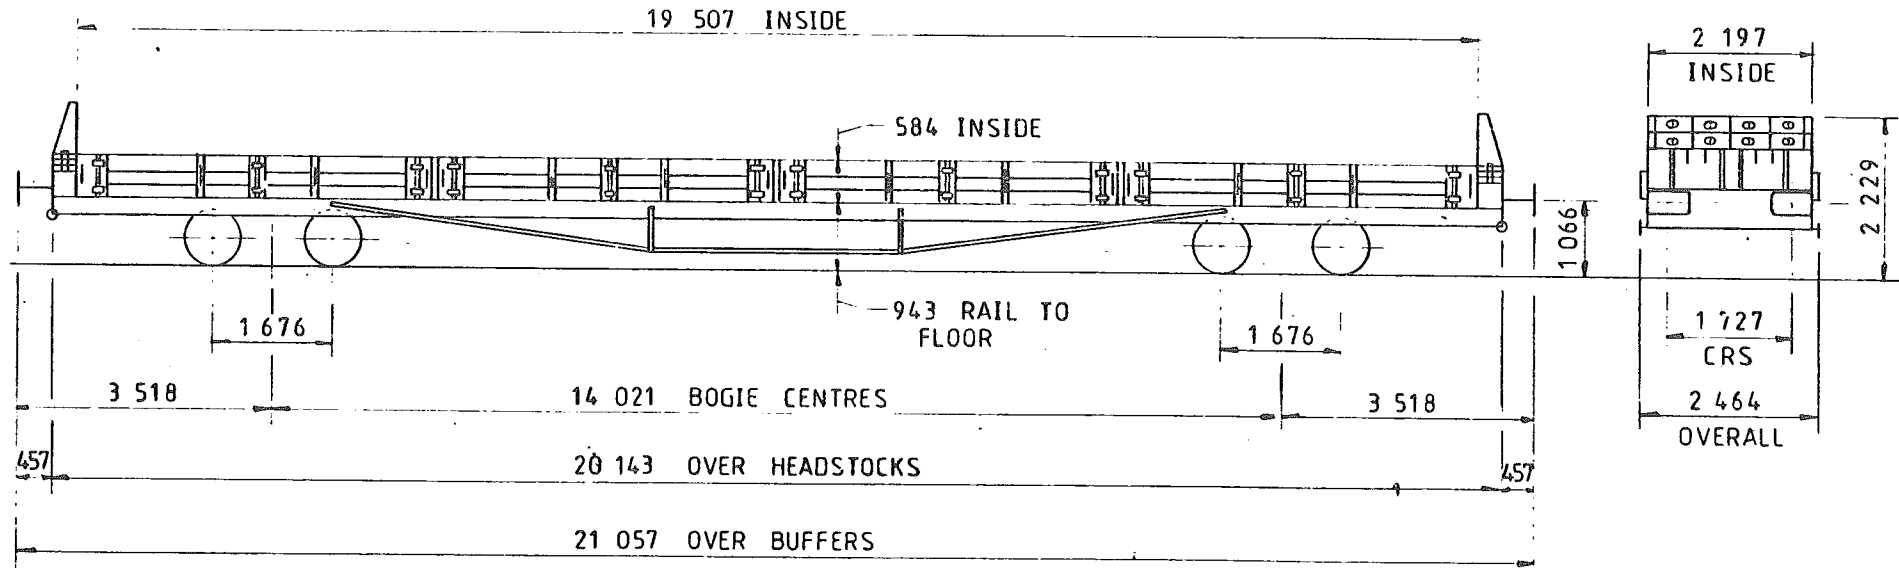 19 507 INSIDE
2 197
INSIDE
584 INSIDE
1066
2 229
943 RAIL TO
FLOOR
1 676
1 676
1 727
CRS
3 518
14 021 BOGIE CENTRES
3 518
2 464
OVERALL
457
20 143 OVER HEADSTOCKS
457
21 057 OVER BUFFERS